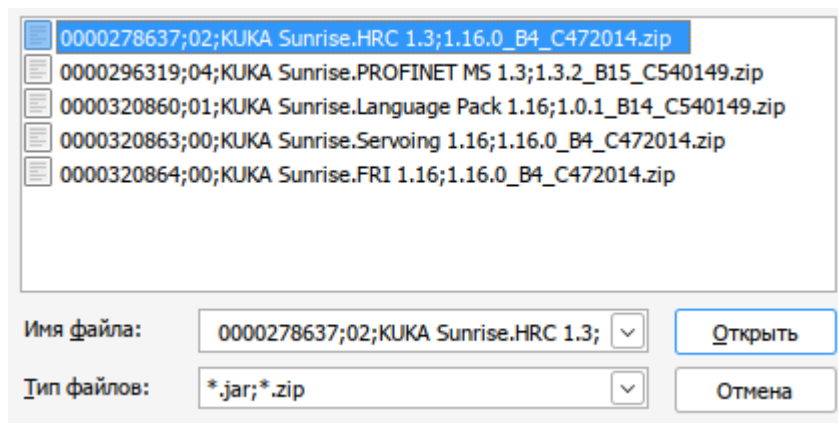 0000278637;02;KUKA Sunrise.HRC 1.3;1.16.0_B4_C472014.zip
0000296319;04;KUKA Sunrise.PROFINET MS 1.3;1.3.2_B15_C540149.zip
0000320860;01;KUKA Sunrise.Language Pack 1.16;1.0.1_B14_C540149.zip
0000320863;00;KUKA Sunrise.Servoing 1.16;1.16.0_B4_C472014.zip
0000320864;00;KUKA Sunrise.FRI 1.16;1.16.0_B4_C472014.zip
Имя файла: 0000278637;02;KUKA Sunrise.HRC 1.3; Открыть
Тип файлов: *.jar;*.zip Отмена